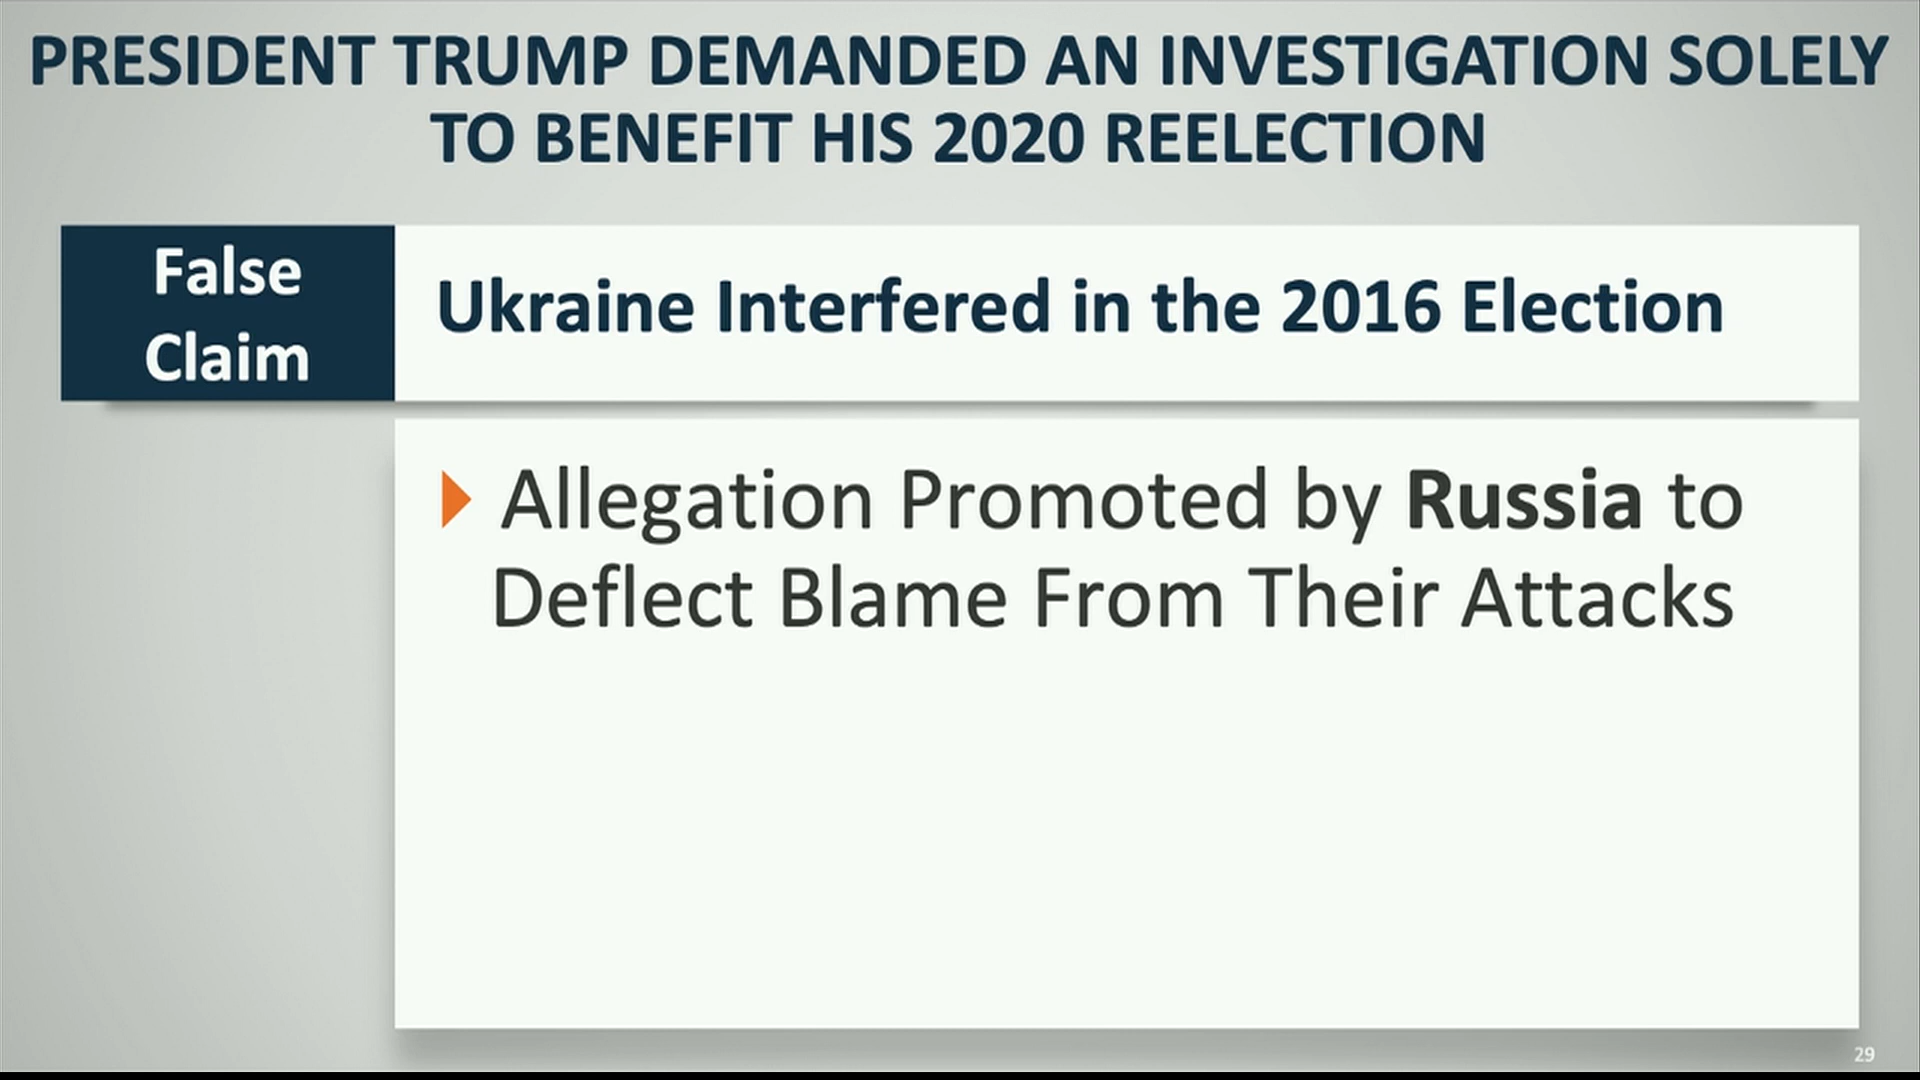 PRESIDENT TRUMP DEMANDED AN INVESTIGATION SOLELY
TO BENEFIT HIS 2020 REELECTION
False
Claim
Ukraine Interfered in the 2016 Election
Allegation Promoted by Russia to
Deflect Blame From Their Attacks
29